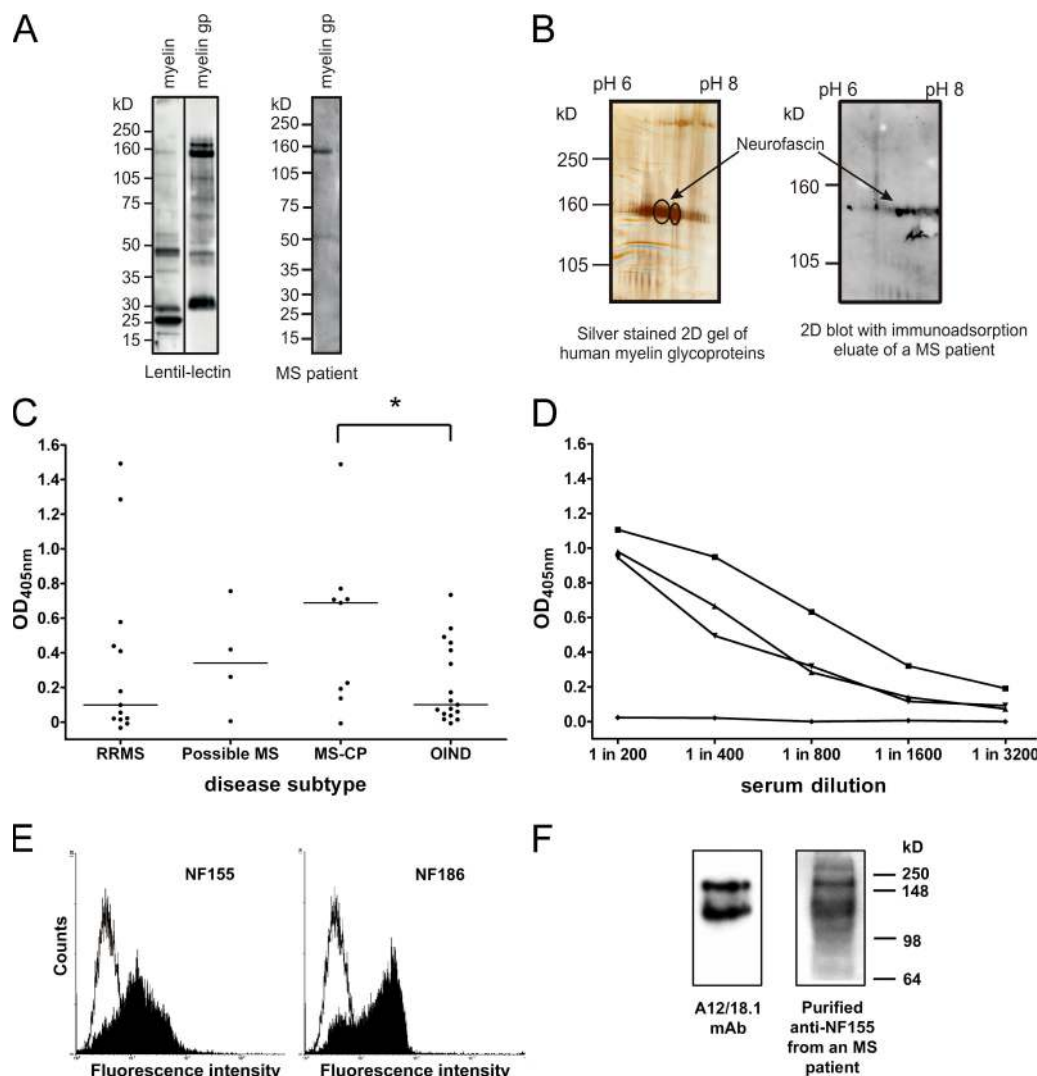 A
myelin
myelin gp
kD
250
160
105
75
50
35
30
25
15
Lentil-lectin
myelin gp
kD
250
160
105
75
50
35
30
25
15
MS patient
B
pH 6 pH 8
kD
250
160
105
Neurofascin
Silver stained 2D gel of
human myelin glycoproteins
pH 6 pH 8
kD
160
105
2D blot with immunoadsorption
eluate of a MS patient
C
*
1.6
1.4
1.2
1.0
0.8
0.6
0.4
0.2
0
OD405nm
RRMS Possible MS MS-CP OIND
disease subtype
D
1.6
1.4
1.2
1.0
0.8
0.6
0.4
0.2
0.0
OD405nm
1 in 200 1 in 400 1 in 800 1 in 1600 1 in 3200
serum dilution
E
NF155
Counts
Fluorescence intensity
NF186
Fluorescence intensity
F
kD
250
148
98
64
A12/18.1
mAb
Purified
anti-NF155
from an MS
patient